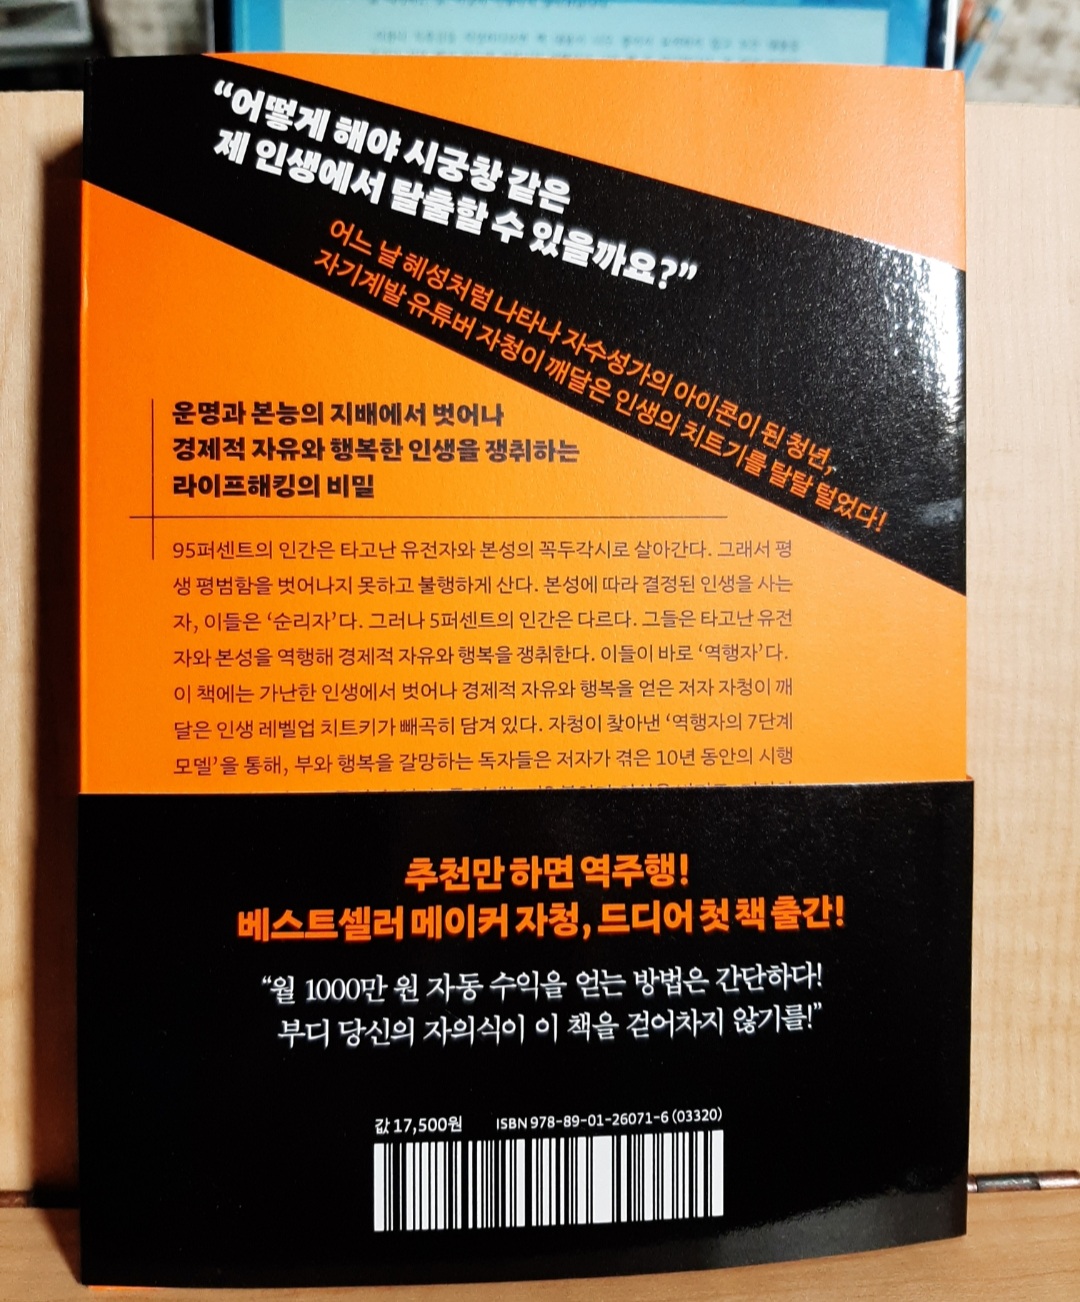 “어떻게 해야 시궁창 같은
제 인생에서 탈출할 수 있을까요?”
어느 날 혜성처럼 나타나 자수성가의 아이콘이 된 청년,
자기계발 유튜버 자청이 깨달은 인생의 치트키를 탈탈 털었다!
운명과 본능의 지배에서 벗어나
경제적 자유와 행복한 인생을 쟁취하는
라이프해킹의 비밀
95퍼센트의 인간은 타고난 유전자와 본성의 꼭두각시로 살아간다. 그래서 평
생 평범함을 벗어나지 못하고 불행하게 산다. 본성에 따라 결정된 인생을 사는
자, 이들은 ‘순리자’다. 그러나 5퍼센트의 인간은 다르다. 그들은 타고난 유전
자와 본성을 역행해 경제적 자유와 행복을 쟁취한다. 이들이 바로 ‘역행자’다.
이 책에는 가난한 인생에서 벗어나 경제적 자유와 행복을 얻은 저자 자청이 깨
달은 인생 레벨업 치트키가 빼곡히 담겨 있다. 자청이 찾아낸 ‘역행자의 7단계
모델’을 통해, 부와 행복을 갈망하는 독자들은 저자가 겪은 10년 동안의 시행
추천만 하면 역주행!
베스트셀러 메이커 자청, 드디어 첫 책 출간!
“월 1000만 원 자동 수익을 얻는 방법은 간단하다!
부디 당신의 자의식이 이 책을 걷어차지 않기를!”
값 17,500원 ISBN 978-89-01-26071-6 (03320)